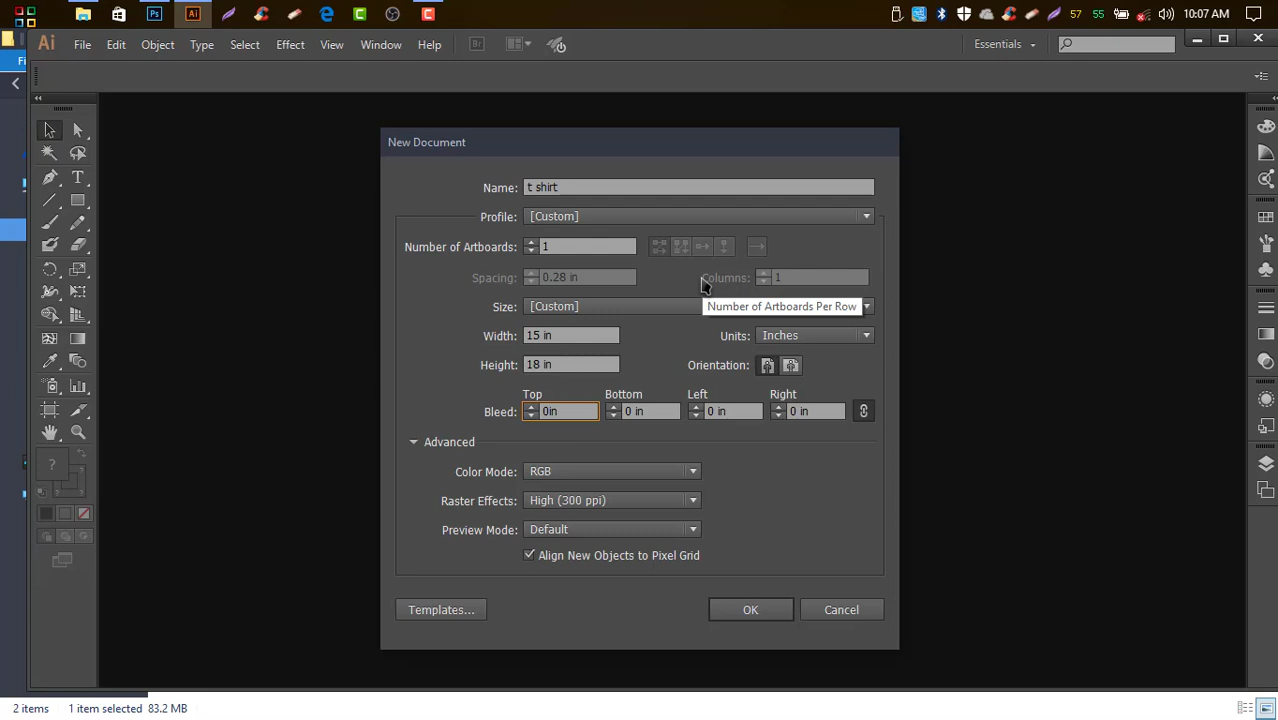 57 55 10:07 AM
Ai File Edit Object Type Select Effect View Window Help Br Essentials
New Document
Name: t shirt
Profile: [Custom]
Number of Artboards: 1
Spacing: 0.28 in Columns: 1
Size: [Custom]
Number of Artboards Per Row
Width: 15 in Units: Inches
Height: 18 in Orientation:
Top Bottom Left Right
Bleed: 0in 0 in 0 in 0 in
Advanced
Color Mode: RGB
Raster Effects: High (300 ppi)
Preview Mode: Default
Align New Objects to Pixel Grid
Templates... OK Cancel
2 items 1 item selected 83.2 MB